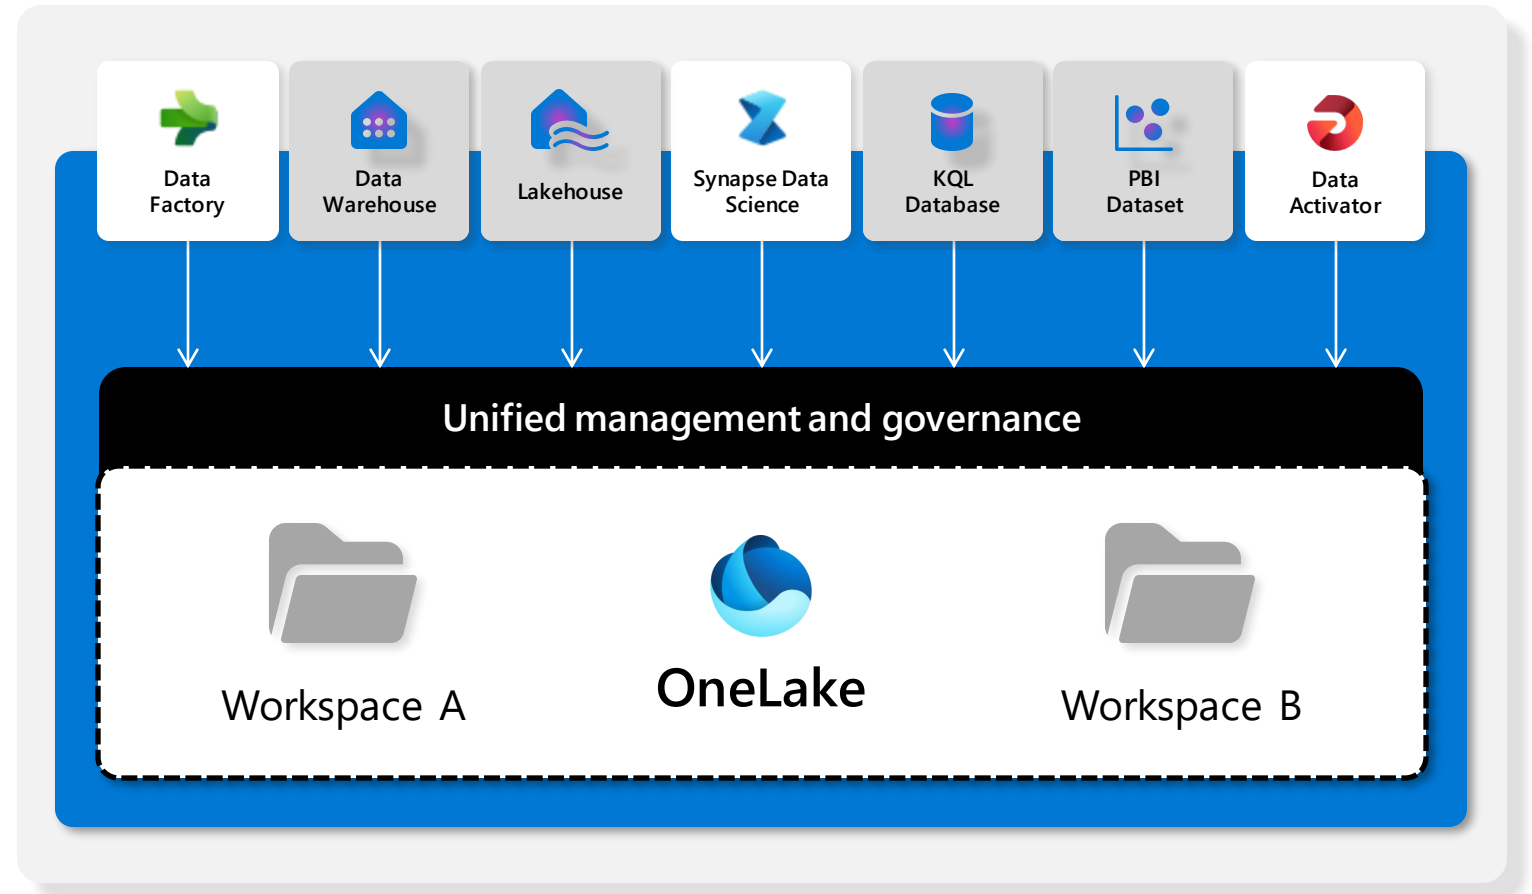 Data
Factory
Data
Warehouse
Lakehouse
Synapse Data
Science
KQL
Database
PBI
Dataset
Data
Activator
Unified management and governance
Workspace A
OneLake
Workspace B